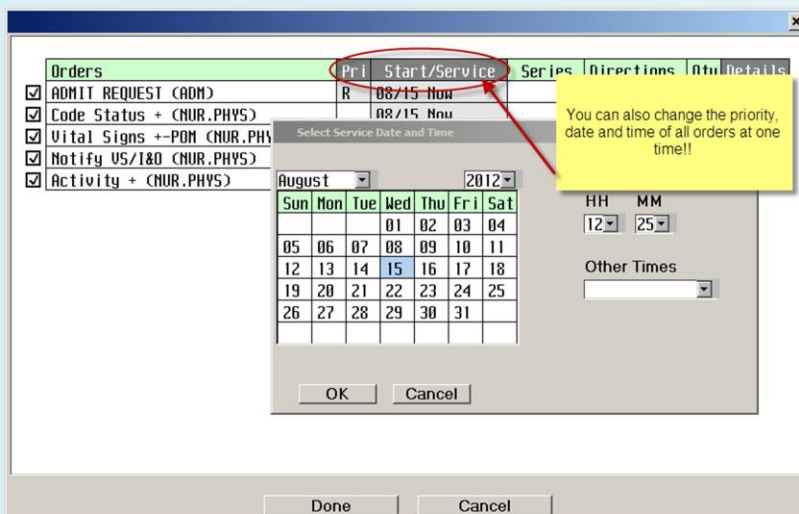 Orders Pri Start/Service Series Directions Qty Details
ADMIT REQUEST (ADM) R 08/15 Now
Code Status + (NUR.PHYS) 08/15 Now
Vital Signs +-POM (NUR.PHY
Notify VS/I&O (NUR.PHYS)
Activity + (NUR.PHYS)
You can also change the priority,
date and time of all orders at one
time!!
Select Service Date and Time
August 2012
Sun Mon Tue Wed Thu Fri Sat
01 02 03 04
05 06 07 08 09 10 11
12 13 14 15 16 17 18
19 20 21 22 23 24 25
26 27 28 29 30 31
HH MM
12 25
Other Times
OK Cancel
Done Cancel